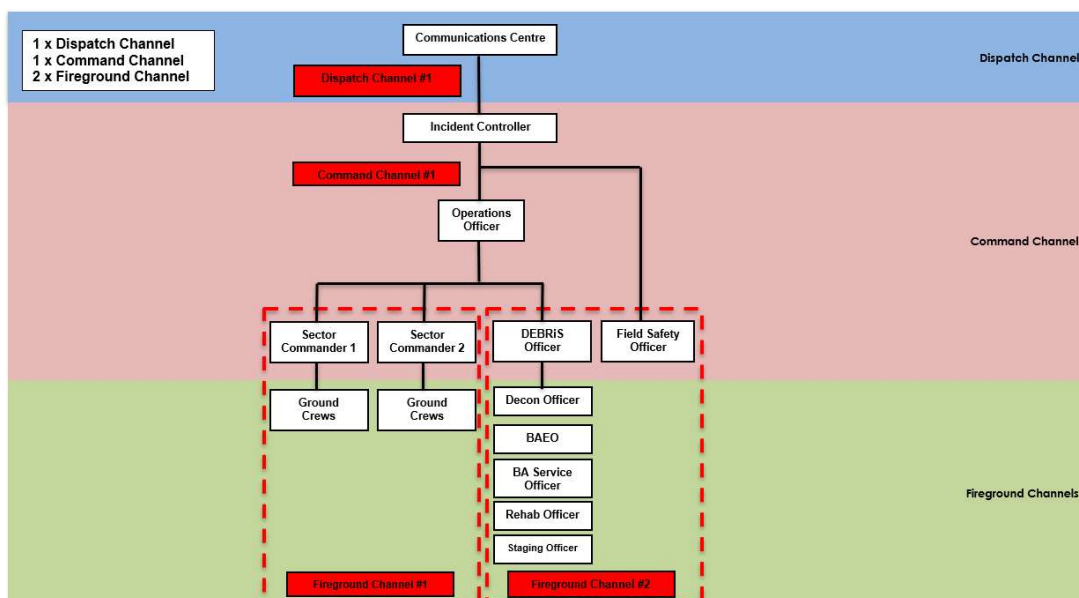 1 x Dispatch Channel
1 x Command Channel
2 x Fireground Channel
Communications Centre
Dispatch Channel
Dispatch Channel #1
Incident Controller
Command Channel #1
Operations
Officer
Command Channel
Sector
Commander 1
Sector
Commander 2
DEBRiS
Officer
Field Safety
Officer
Ground
Crews
Ground
Crews
Decon Officer
BAEO
BA Service
Officer
Rehab Officer
Staging Officer
Fireground Channels
Fireground Channel #1
Fireground Channel #2